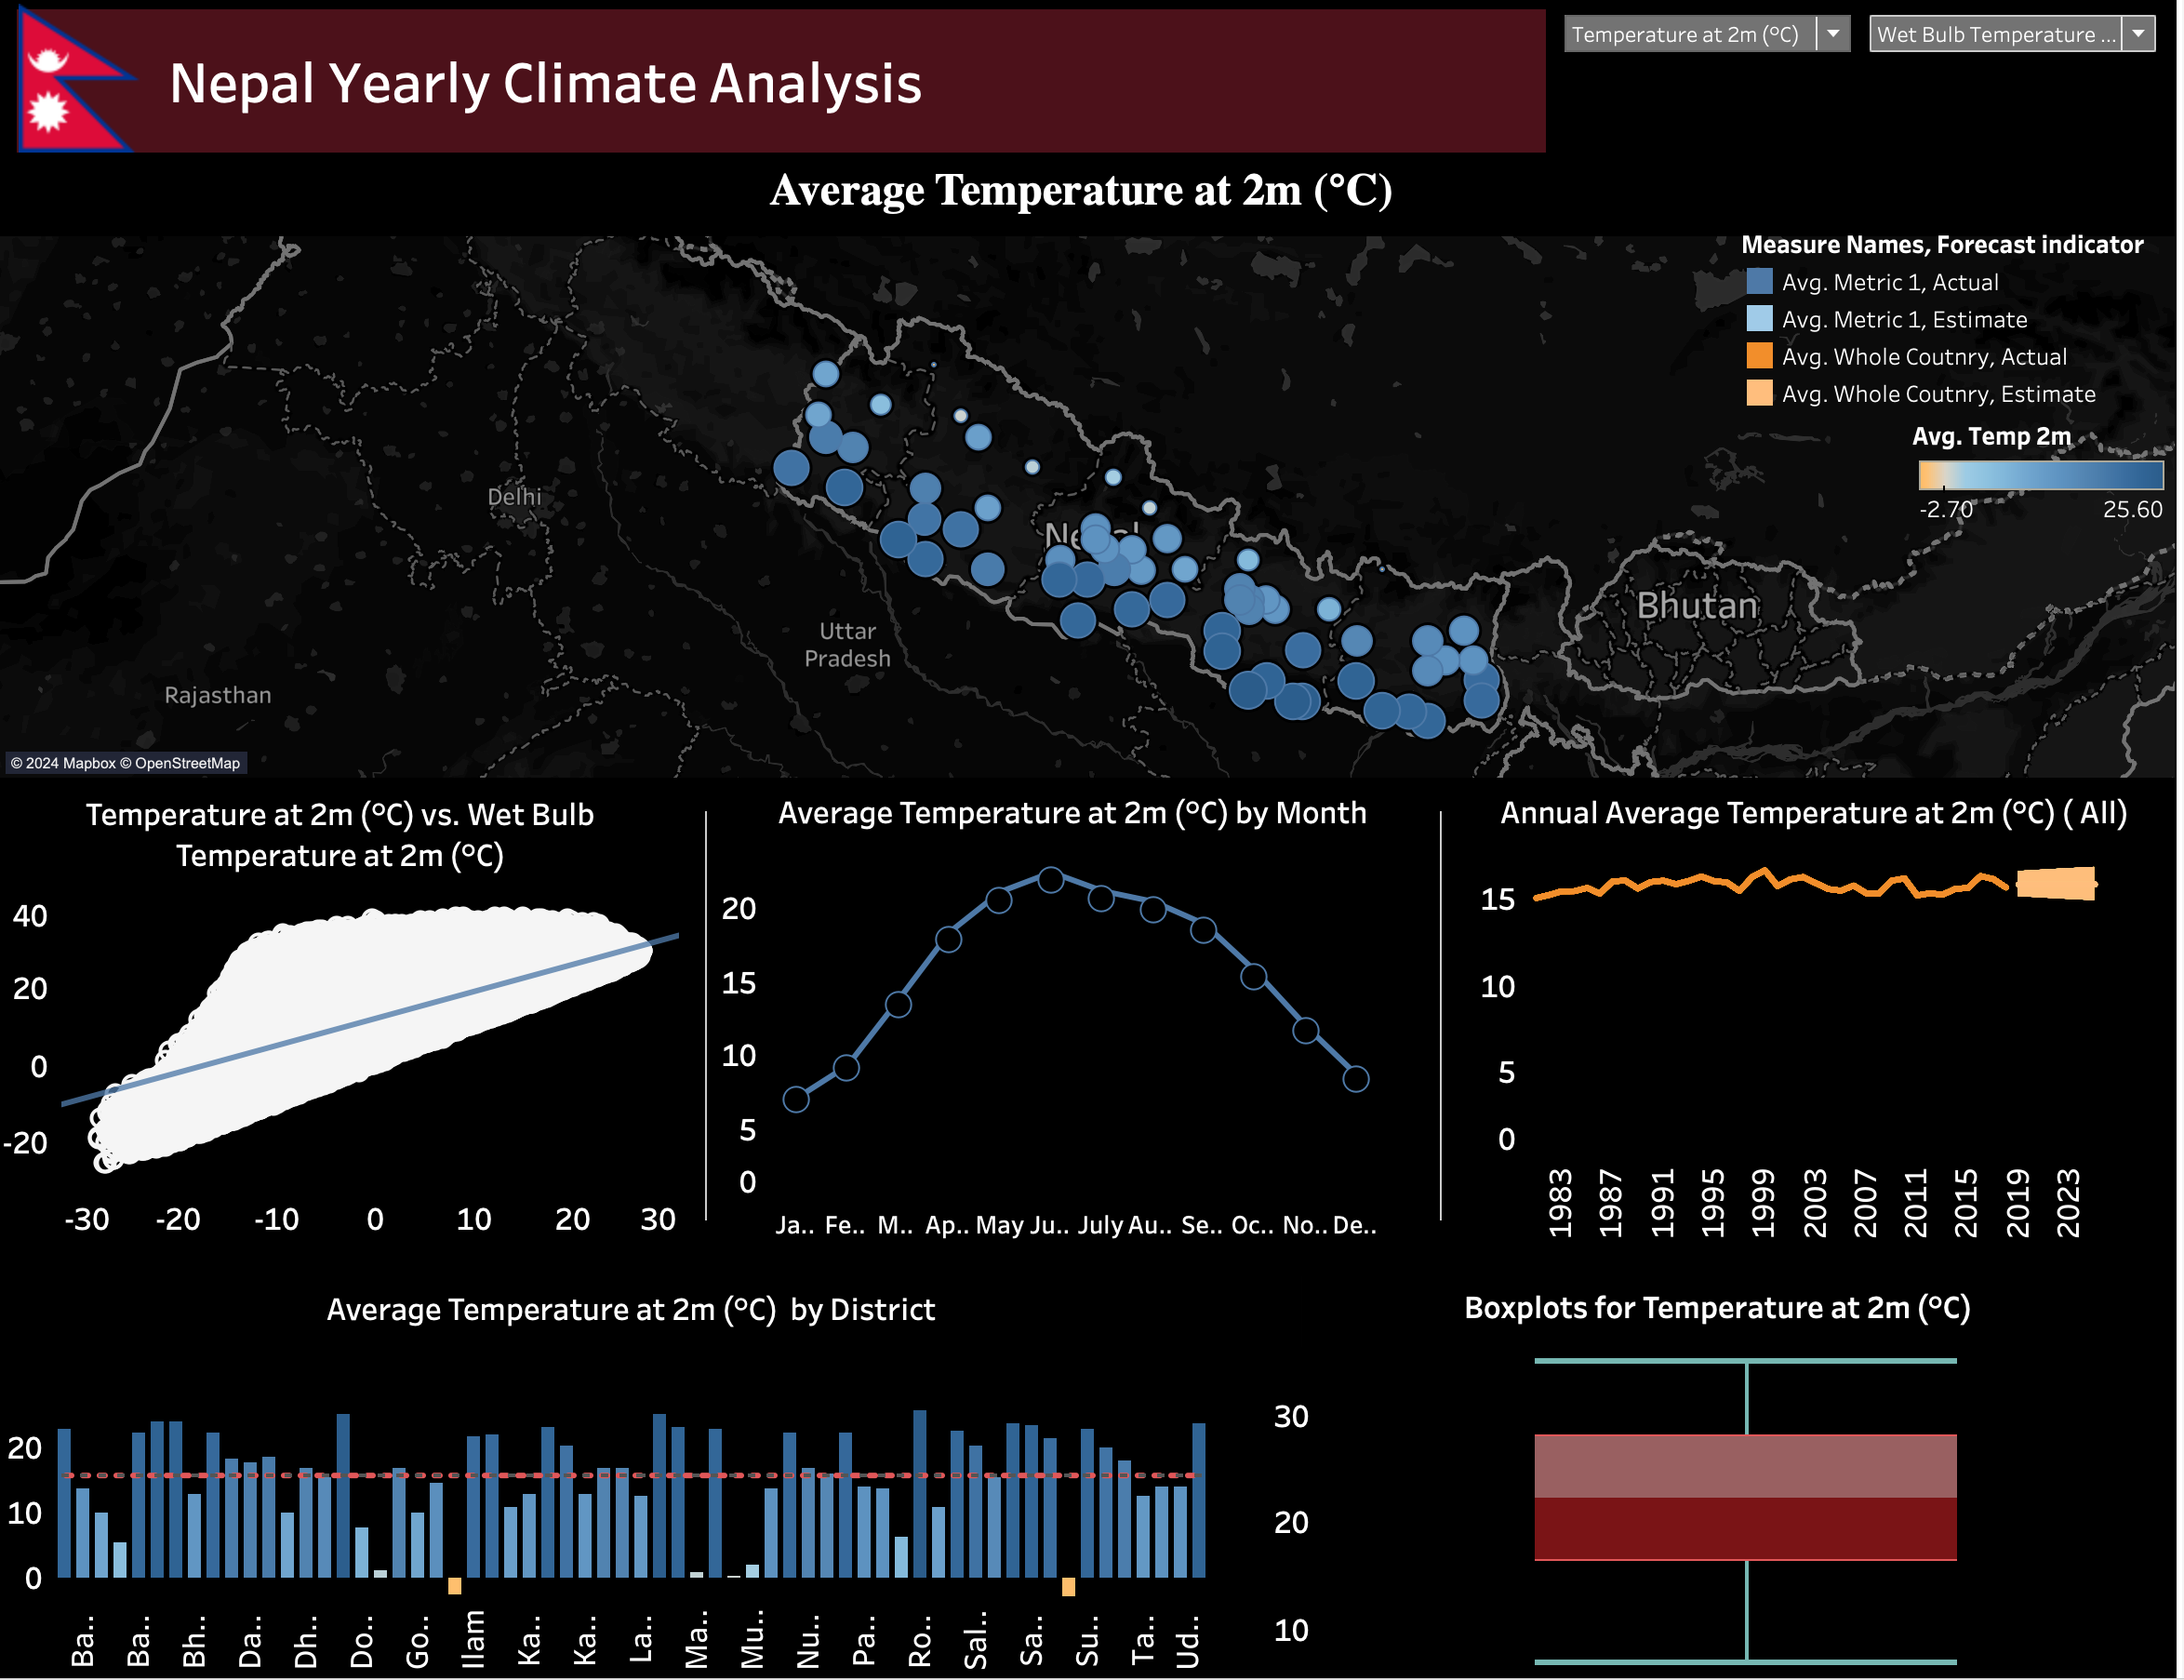 Nepal Yearly Climate Analysis
Temperature at 2m (°C)
Wet Bulb Temperature ...
Average Temperature at 2m (°C)
Measure Names, Forecast indicator
Avg. Metric 1, Actual
Avg. Metric 1, Estimate
Avg. Whole Coutnry, Actual
Avg. Whole Coutnry, Estimate
Avg. Temp 2m
-2.70 25.60
Delhi
Bhutan
Uttar
Pradesh
Rajasthan
© 2024 Mapbox © OpenStreetMap
Temperature at 2m (°C) vs. Wet Bulb
Temperature at 2m (°C)
40
20
0
-20
-30 -20 -10 0 10 20 30
Average Temperature at 2m (°C) by Month
20
15
10
5
0
Ja.. Fe.. M.. Ap.. May Ju.. July Au.. Se.. Oc.. No.. De..
Annual Average Temperature at 2m (°C) ( All)
15
10
5
0
1983 1987 1991 1995 1999 2003 2007 2011 2015 2019 2023
Average Temperature at 2m (°C) by District
20
10
0
Ba.. Ba.. Bh.. Da.. Dh.. Do.. Go.. Ilam Ka.. Ka.. La.. Ma.. Mu.. Nu.. Pa.. Ro.. Sal.. Sa.. Su.. Ta.. Ud..
Boxplots for Temperature at 2m (°C)
30
20
10